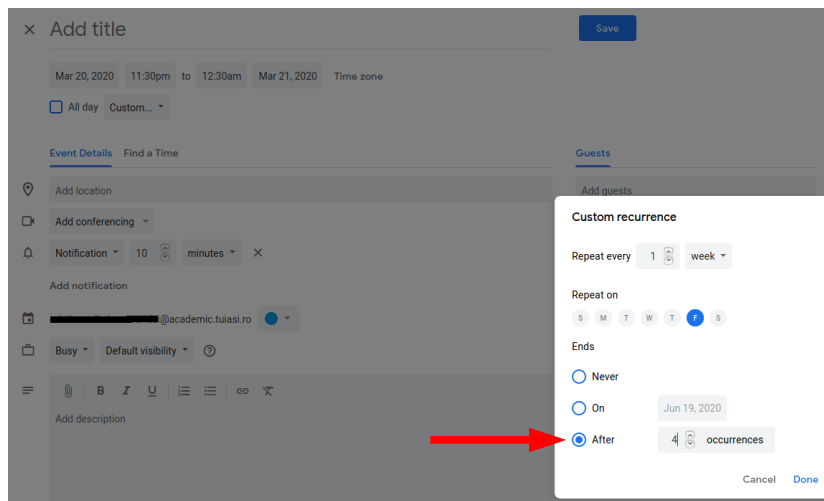 Add title
Save
Mar 20, 2020 11:30pm to 12:30am Mar 21, 2020 Time zone
All day Custom...
Event Details Find a Time
Guests
Add location
Add guests
Add conferencing
Notification 10 minutes
Add notification
@academic.tuiasi.ro
Busy Default visibility ?
B I U
Add description
Custom recurrence
Repeat every 1 week
Repeat on
S M T W T F S
Ends
Never
On Jun 19, 2020
After 4 occurrences
Cancel Done